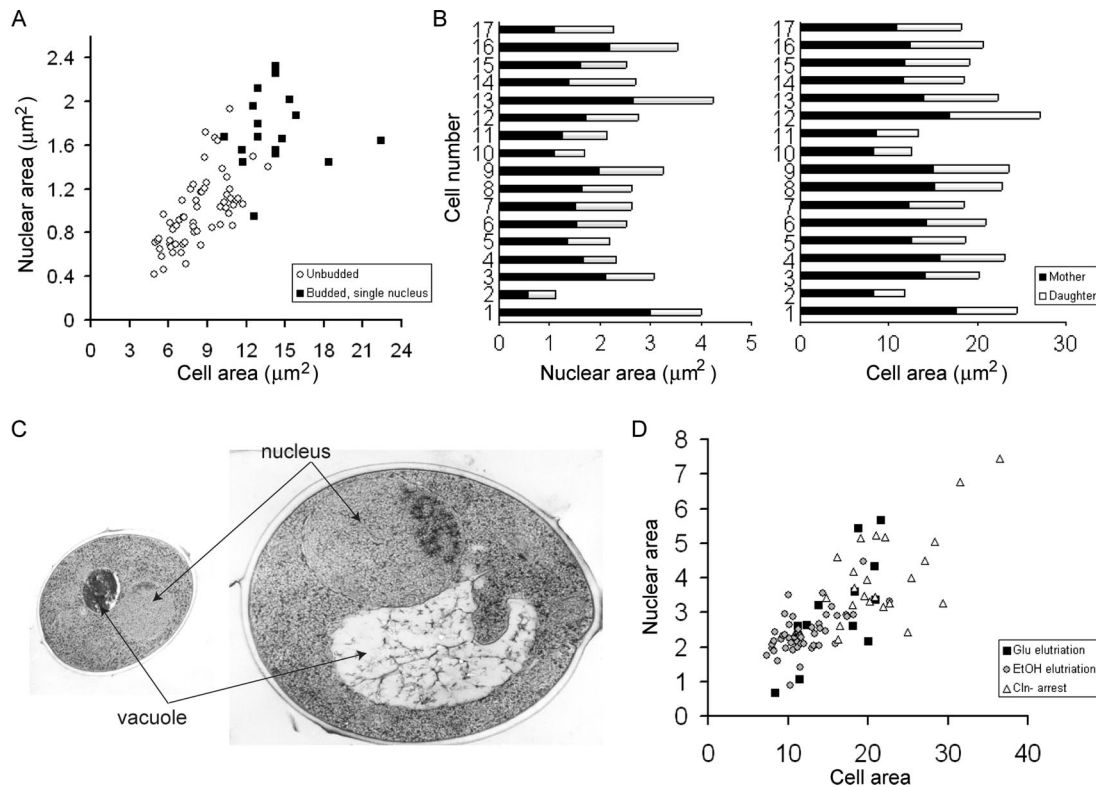 A
Nuclear area (μm²)
2.4
2
1.6
1.2
0.8
0.4
0
0 3 6 9 12 15 18 21 24
Cell area (μm²)
Unbudded
Budded, single nucleus
B
Cell number
17
16
15
14
13
12
11
10
9
8
7
6
5
4
3
2
1
0 1 2 3 4 5
Nuclear area (μm²)
17
16
15
14
13
12
11
10
9
8
7
6
5
4
3
2
1
0 10 20 30
Cell area (μm²)
Mother
Daughter
C
nucleus
vacuole
D
Nuclear area
8
7
6
5
4
3
2
1
0
0 10 20 30 40
Cell area
Glu elutriation
EtOH elutriation
Cln- arrest